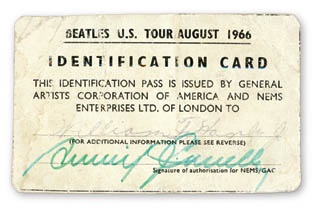 BEATLES U.S. TOUR AUGUST 1966
IDENTIFICATION CARD
THIS IDENTIFICATION PASS IS ISSUED BY GENERAL
ARTISTS CORPORATION OF AMERICA AND NEMS
ENTERPRISES LTD. OF LONDON TO
William
(FOR ADDITIONAL INFORMATION PLEASE SEE REVERSE)
Signature of authorisation for NEMS/GAC